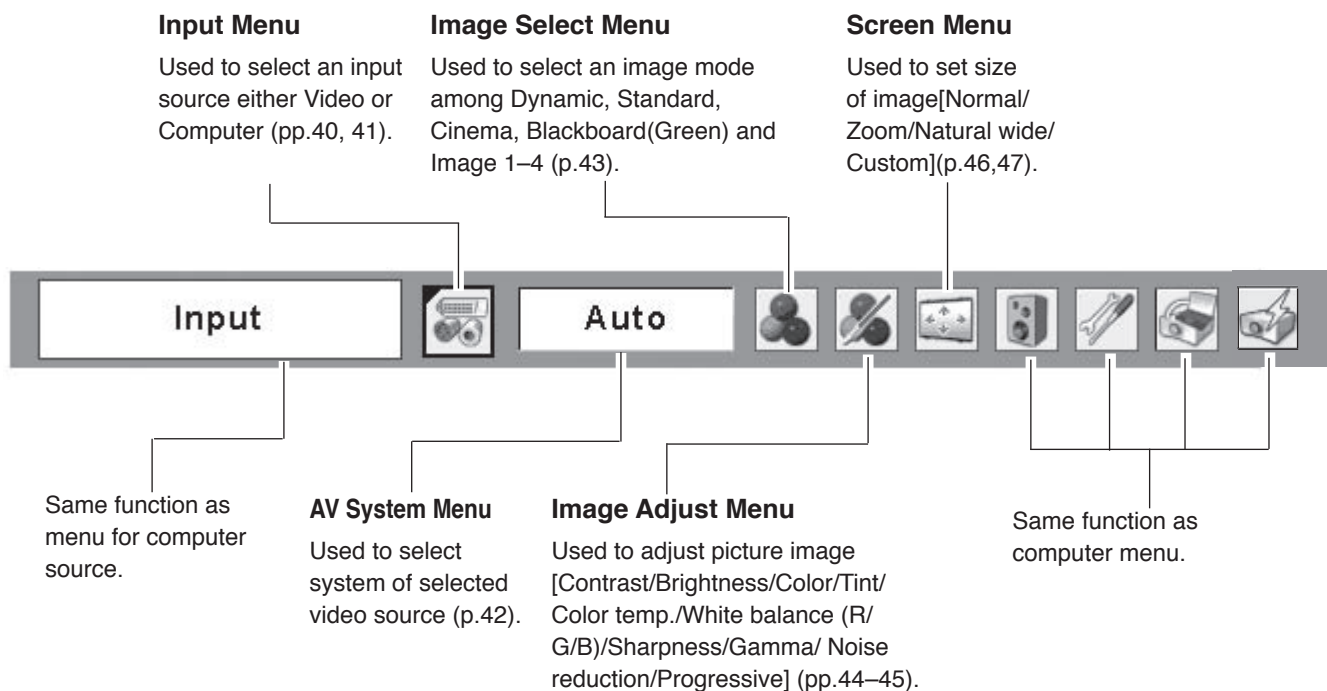 Input Menu
Used to select an input
source either Video or
Computer (pp.40, 41).
Image Select Menu
Used to select an image mode
among Dynamic, Standard,
Cinema, Blackboard(Green) and
Image 1–4 (p.43).
Screen Menu
Used to set size
of image[Normal/
Zoom/Natural wide/
Custom](p.46,47).
Input
Auto
Same function as
menu for computer
source.
AV System Menu
Used to select
system of selected
video source (p.42).
Image Adjust Menu
Used to adjust picture image
[Contrast/Brightness/Color/Tint/
Color temp./White balance (R/
G/B)/Sharpness/Gamma/ Noise
reduction/Progressive] (pp.44–45).
Same function as
computer menu.